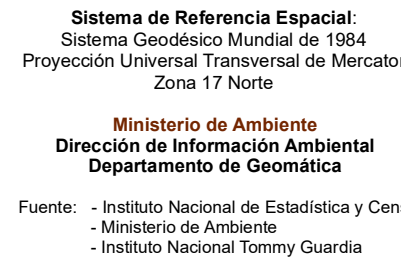 Sistema de Referencia Espacial:
Sistema Geodésico Mundial de 1984
Proyección Universal Transversal de Mercator
Zona 17 Norte
Ministerio de Ambiente
Dirección de Información Ambiental
Departamento de Geomática
Fuente: - Instituto Nacional de Estadística y Cens
- Ministerio de Ambiente
- Instituto Nacional Tommy Guardia